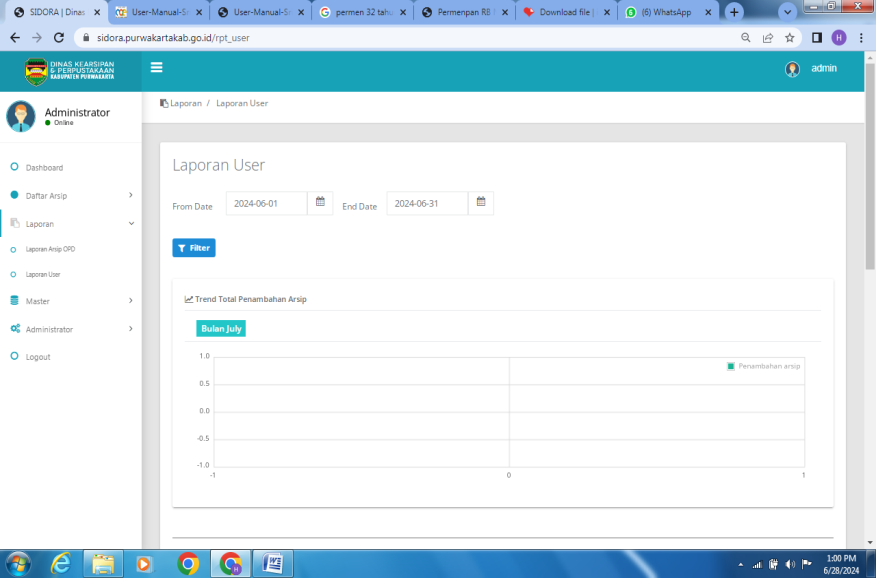 SIDORA | Dinas
User-Manual-S
User-Manual-S
permen 32 tahu
Permenpan RB
Download file |
(6) WhatsApp
sidora.purwakartakab.go.id/rpt_user
H
DINAS KEARSIPAN
& PERPUSTAKAAN
KABUPATEN PURWAKARTA
admin
Administrator
Online
Laporan / Laporan User
Dashboard
Daftar Arsip
Laporan
Laporan Arsip OPD
Laporan User
Master
Administrator
Logout
Laporan User
From Date 2024-06-01 End Date 2024-06-31
Filter
Trend Total Penambahan Arsip
Bulan July
Penambahan arsip
1.0
0.5
0.0
-0.5
-1.0
-1 0 1
1:00 PM
6/28/2024